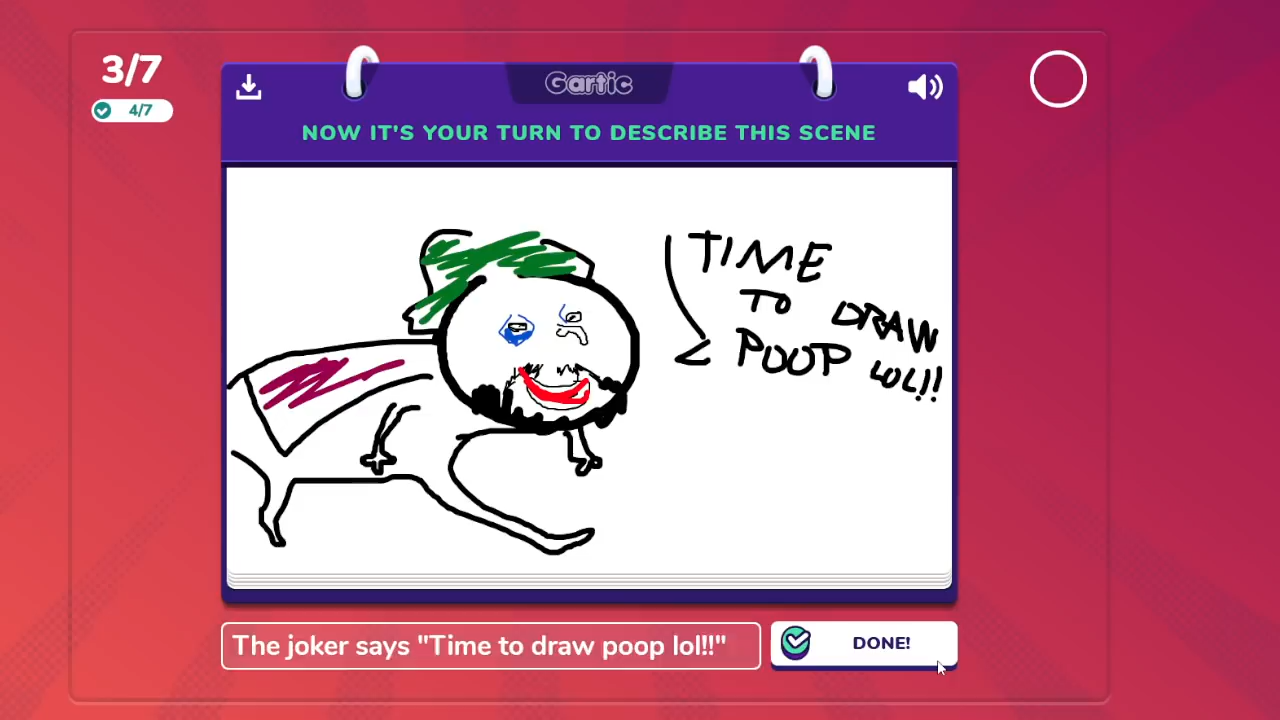 3/7
4/7
Gartic
NOW IT'S YOUR TURN TO DESCRIBE THIS SCENE
TIME
TO DRAW
POOP LOL!!
The joker says "Time to draw poop lol!!"
DONE!